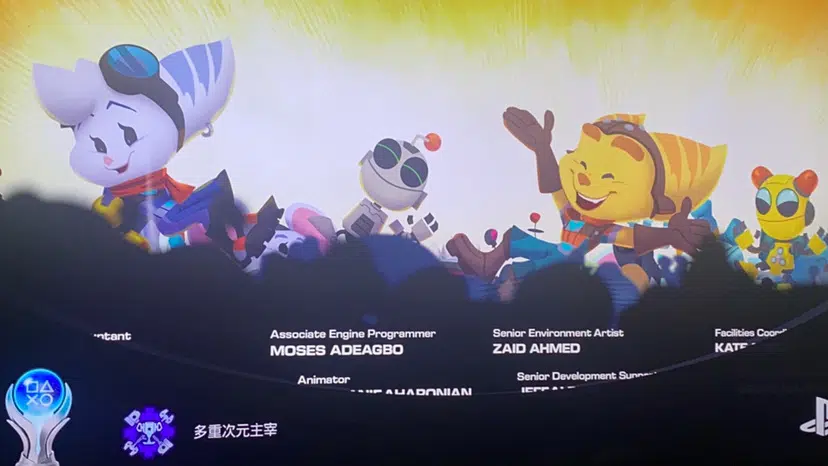 Associate Engine Programmer
MOSES ADEAGBO
Senior Environment Artist
ZAID AHMED
Facilities
Animator
Senior Development
多重次元主宰